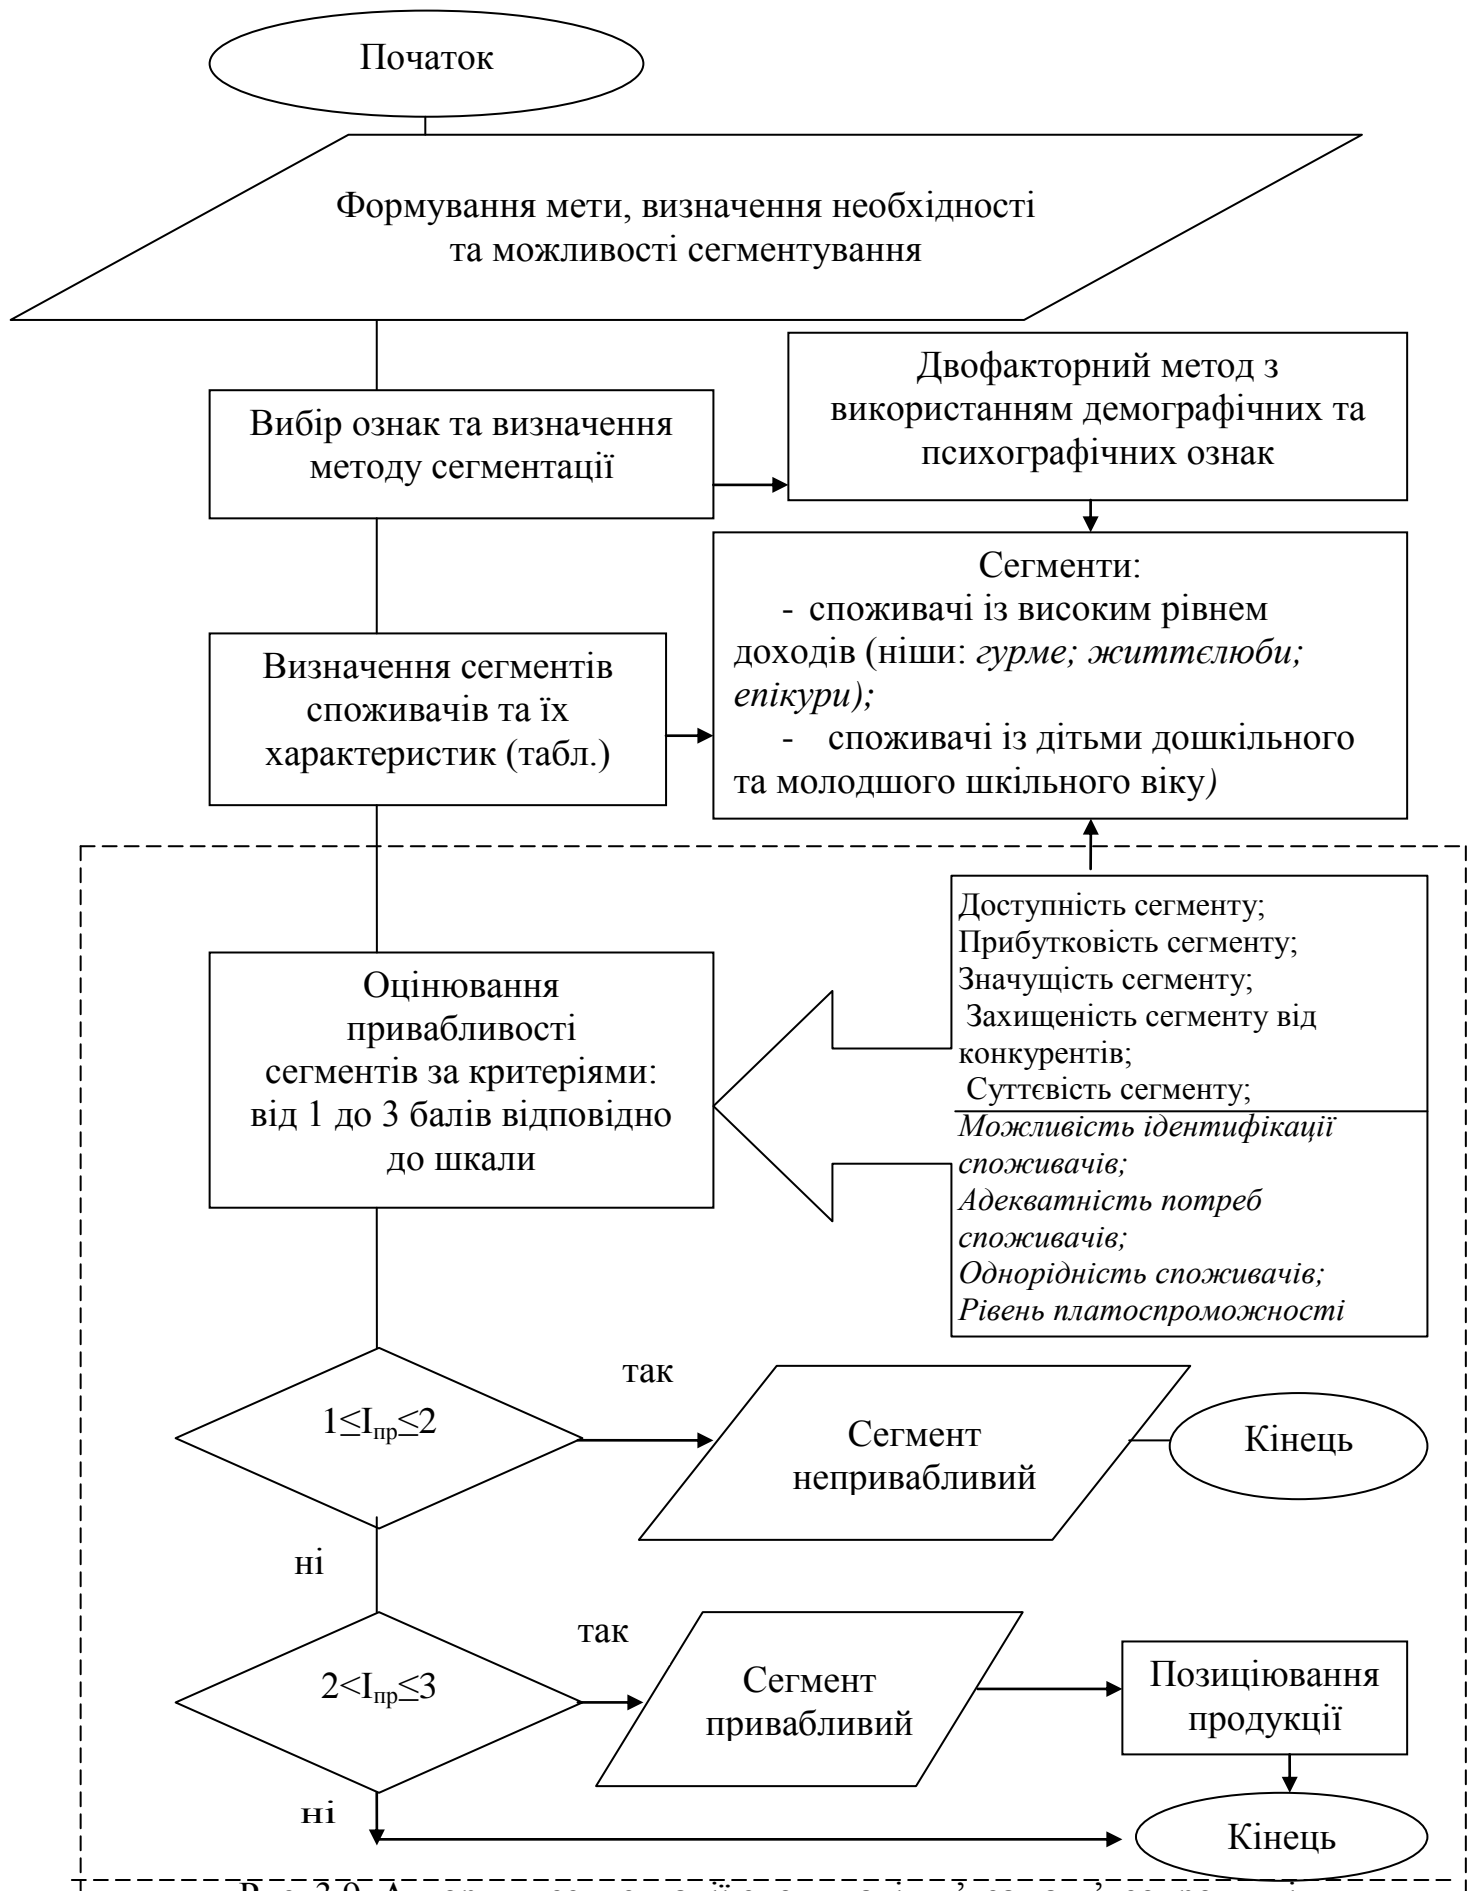 Початок
Формування мети, визначення необхідності
та можливості сегментування
Вибір ознак та визначення
методу сегментації
Двофакторний метод з
використанням демографічних та
психографічних ознак
Сегменти:
- споживачі із високим рівнем
доходів (ніши: гурме; життєлюби;
епікури);
- споживачі із дітьми дошкільного
та молодшого шкільного віку)
Визначення сегментів
споживачів та їх
характеристик (табл.)
Доступність сегменту;
Прибутковість сегменту;
Значущість сегменту;
Захищеність сегменту від
конкурентів;
Суттєвість сегменту;
Можливість ідентифікації
споживачів;
Адекватність потреб
споживачів;
Однорідність споживачів;
Рівень платоспроможності
Оцінювання
привабливості
сегментів за критеріями:
від 1 до 3 балів відповідно
до шкали
1≤Iпр≤2
так
Сегмент
непривабливий
Кінець
ні
2<Iпр≤3
так
Сегмент
привабливий
Позиціювання
продукції
ні
Кінець